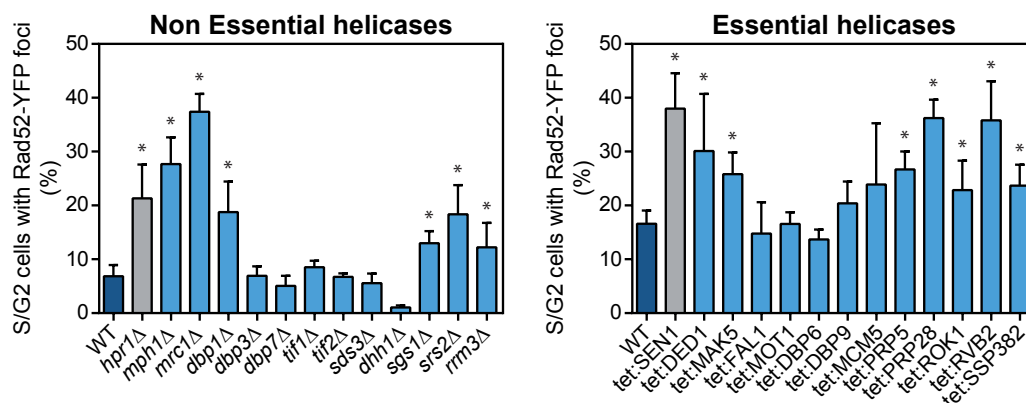 Non Essential helicases
S/G2 cells with Rad52-YFP foci
(%)
50
40
30
20
10
0
*
*
*
*
*
*
*
WT
hpr1Δ
mph1Δ
mrc1Δ
dbp1Δ
dbp3Δ
dbp7Δ
tif1Δ
tif2Δ
sds3Δ
dhh1Δ
sgs1Δ
srs2Δ
rrm3Δ
Essential helicases
S/G2 cells with Rad52-YFP foci
(%)
50
40
30
20
10
0
*
*
*
*
*
*
*
*
WT
tet:SEN1
tet:DED1
tet:MAK5
tet:FAL1
tet:MOT1
tet:DBP6
tet:DBP9
tet:MCM5
tet:PRP5
tet:PRP28
tet:ROK1
tet:RVB2
tet:SSP382